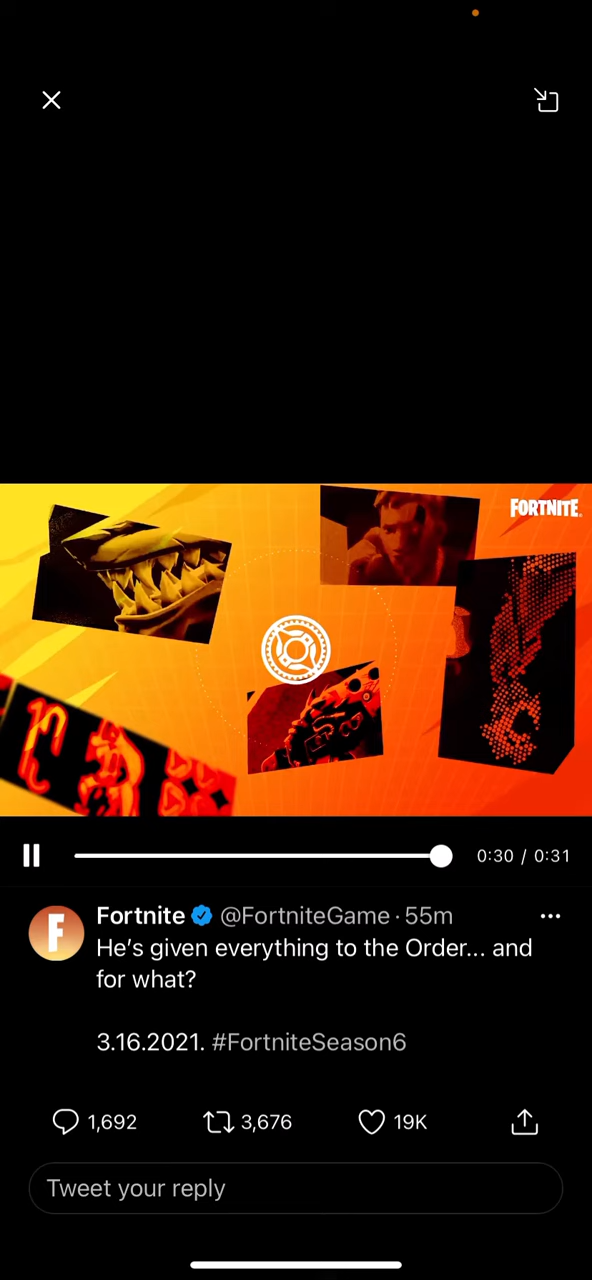 FORTNITE
0:30 / 0:31
Fortnite @FortniteGame · 55m
He's given everything to the Order... and
for what?
3.16.2021. #FortniteSeason6
1,692 3,676 19K
Tweet your reply